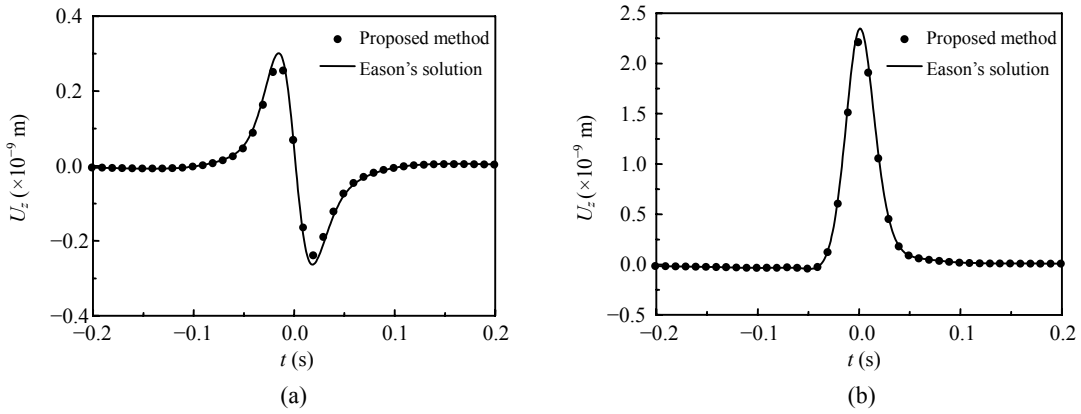 0.4
0.2
0.0
−0.2
−0.4
U_z (×10⁻⁹ m)
Proposed method
Eason's solution
−0.2 −0.1 0.0 0.1 0.2
t (s)
(a)
2.5
2.0
1.5
1.0
0.5
0.0
−0.5
U_z (×10⁻⁹ m)
Proposed method
Eason's solution
−0.2 −0.1 0.0 0.1 0.2
t (s)
(b)